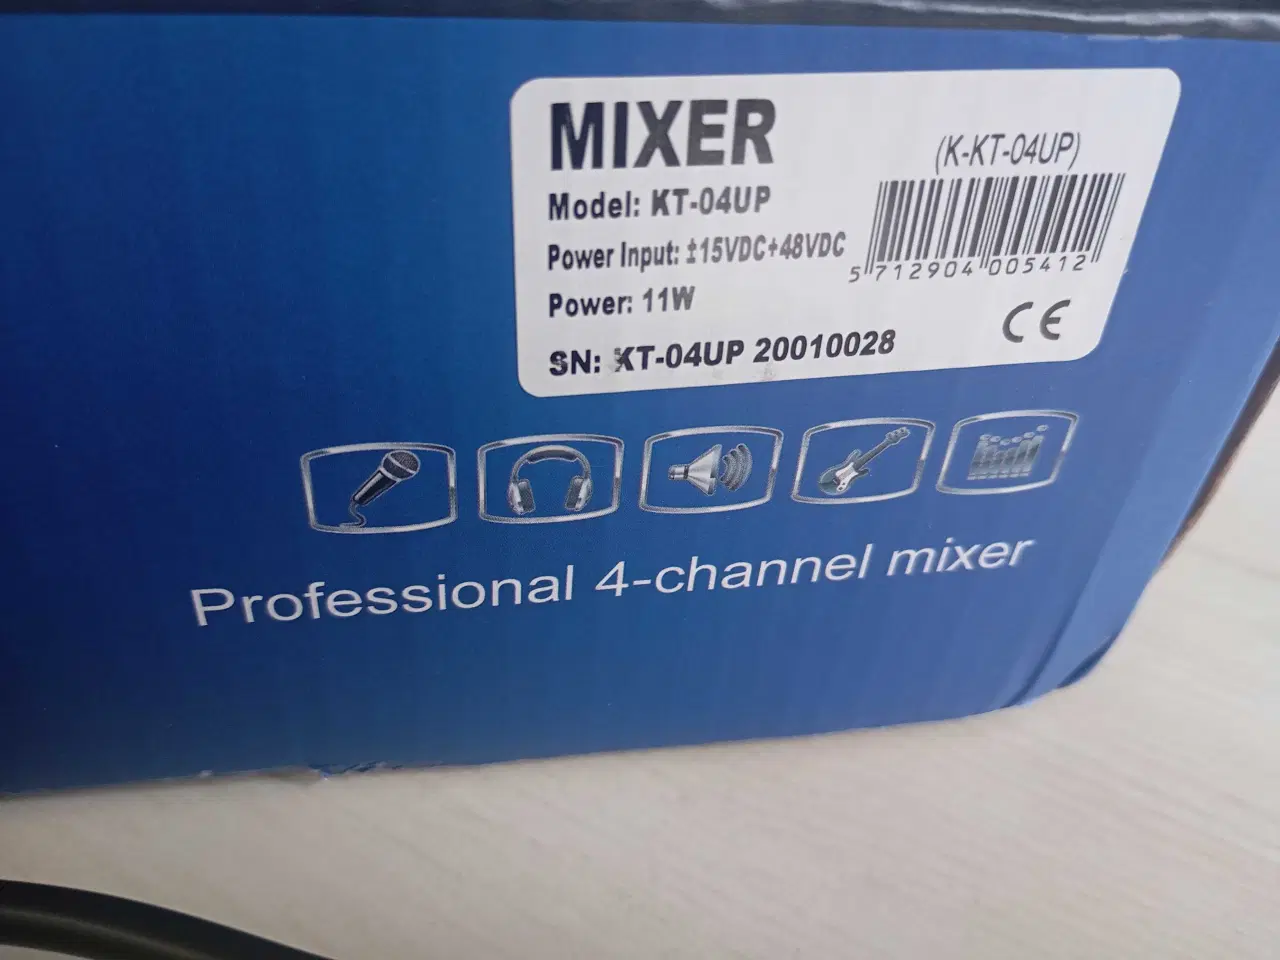 MIXER
(K-KT-04UP)
Model: KT-04UP
Power Input: ±15VDC+48VDC
5 712904 005412
Power: 11W
CE
SN: KT-04UP 20010028
Professional 4-channel mixer